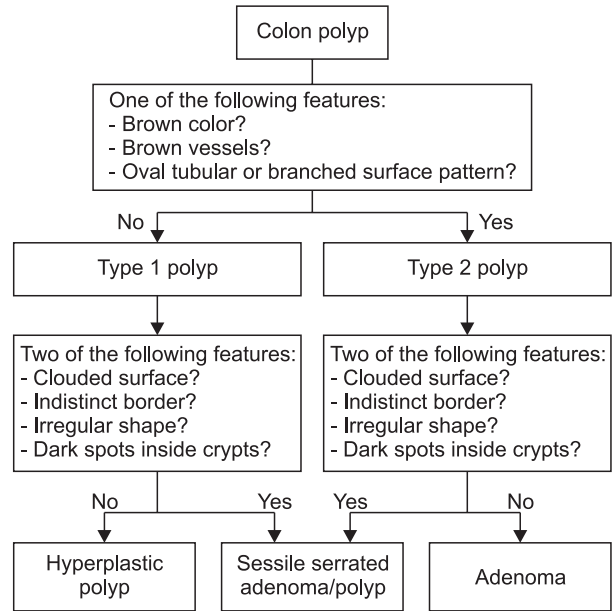 Colon polyp
One of the following features:
- Brown color?
- Brown vessels?
- Oval tubular or branched surface pattern?
No
Yes
Type 1 polyp
Type 2 polyp
Two of the following features:
- Clouded surface?
- Indistinct border?
- Irregular shape?
- Dark spots inside crypts?
Two of the following features:
- Clouded surface?
- Indistinct border?
- Irregular shape?
- Dark spots inside crypts?
No
Yes
Yes
No
Hyperplastic
polyp
Sessile serrated
adenoma/polyp
Adenoma